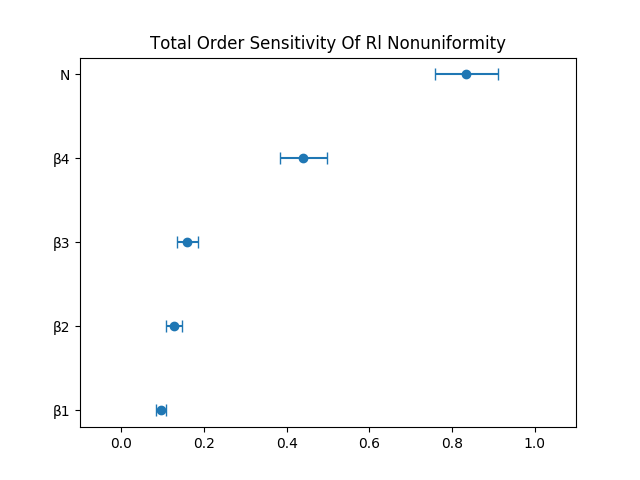 Total Order Sensitivity Of Rl Nonuniformity
N
β4
β3
β2
β1
0.0 0.2 0.4 0.6 0.8 1.0